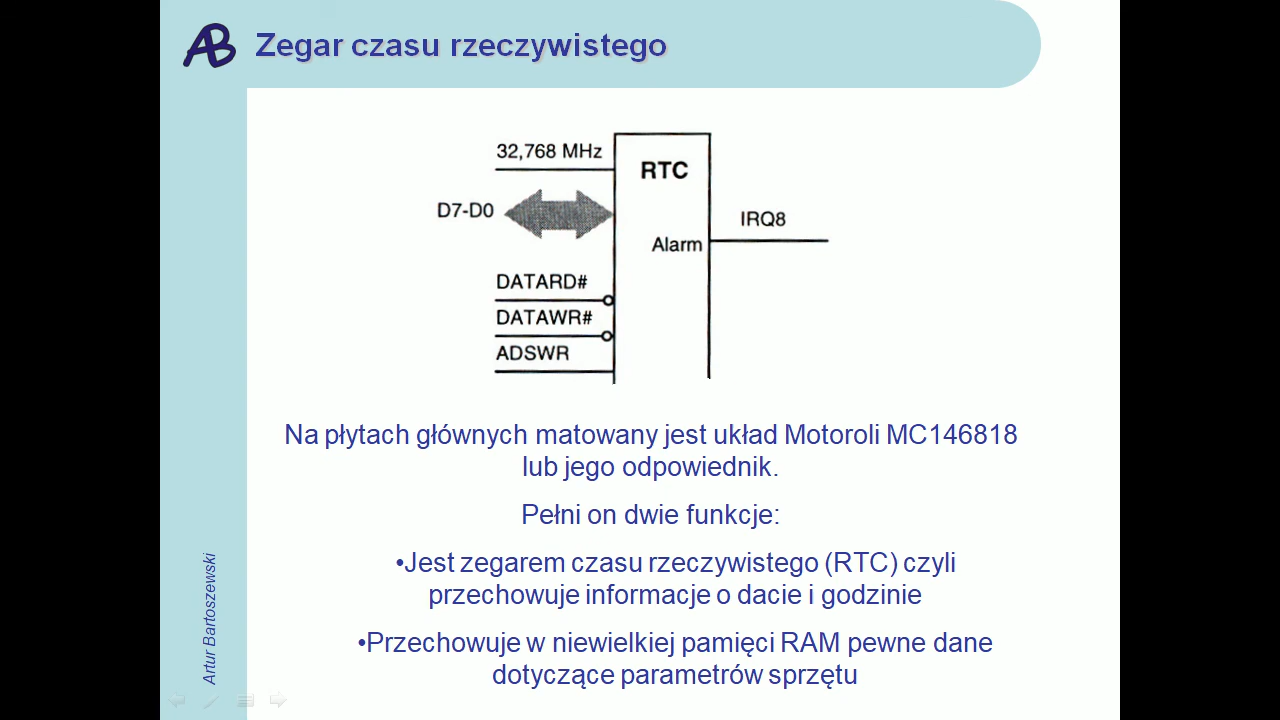 AB
Zegar czasu rzeczywistego
32,768 MHz
RTC
D7-D0
IRQ8
Alarm
DATARD#
DATAWR#
ADSWR
Na płytach głównych matowany jest układ Motoroli MC146818
lub jego odpowiednik.
Pełni on dwie funkcje:
•Jest zegarem czasu rzeczywistego (RTC) czyli
przechowuje informacje o dacie i godzinie
•Przechowuje w niewielkiej pamięci RAM pewne dane
dotyczące parametrów sprzętu
Artur Bartoszewski